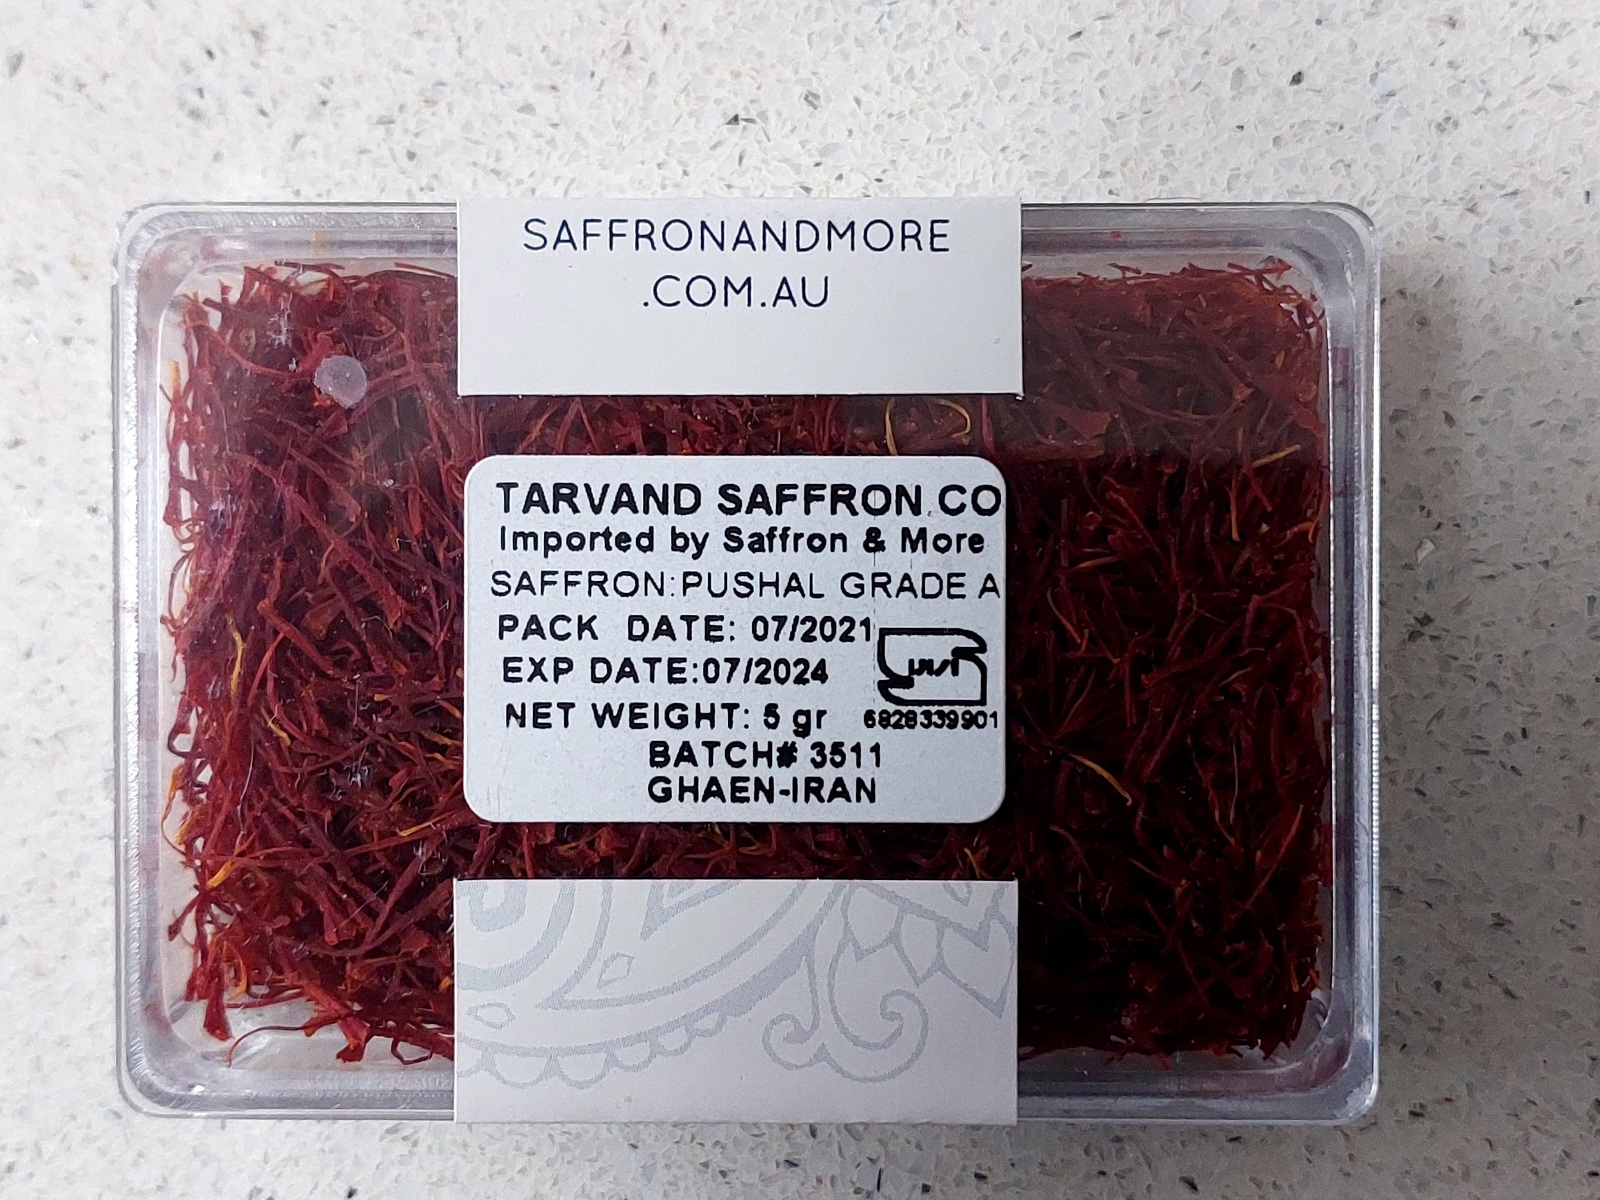 SAFFRONANDMORE
.COM.AU
TARVAND SAFFRON CO
Imported by Saffron & More
SAFFRON:PUSHAL GRADE A
PACK DATE: 07/2021
EXP DATE:07/2024
NET WEIGHT: 5 gr
6828339901
BATCH# 3511
GHAEN-IRAN